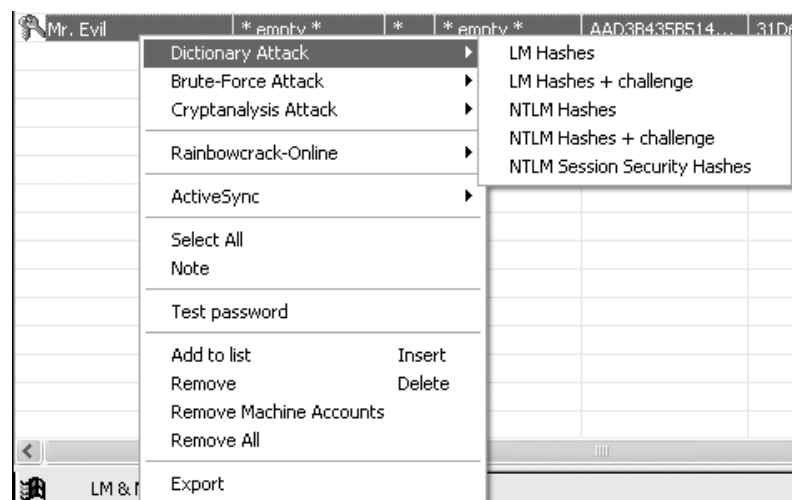 Mr. Evil * empty * * * empty * AAD3B435B514... 31D6
Dictionary Attack
LM Hashes
Brute-Force Attack
LM Hashes + challenge
Cryptanalysis Attack
NTLM Hashes
NTLM Hashes + challenge
Rainbowcrack-Online
NTLM Session Security Hashes
ActiveSync
Select All
Note
Test password
Add to list Insert
Remove Delete
Remove Machine Accounts
Remove All
LM &
Export